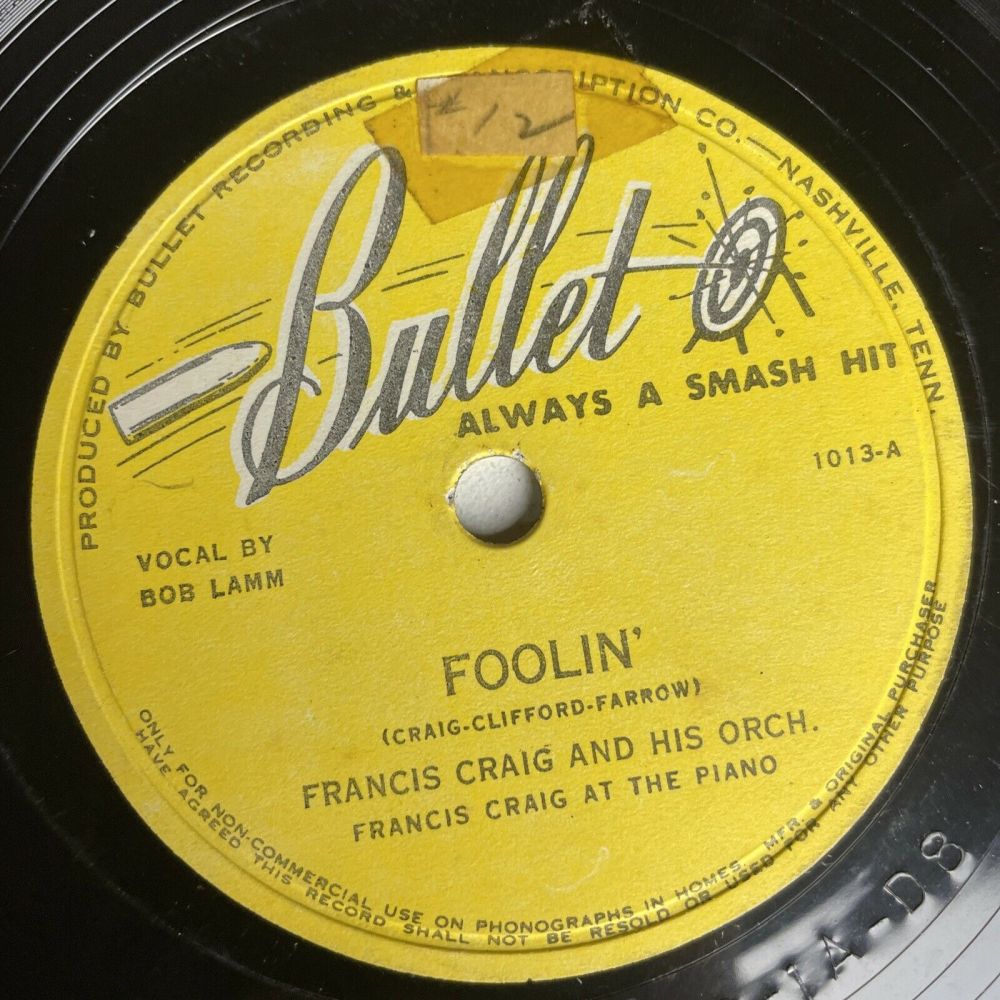 PRODUCED BY BULLET RECORDING & TRANSCRIPTION CO. — NASHVILLE, TENN.
#12
Bullet
ALWAYS A SMASH HIT
1013-A
VOCAL BY
BOB LAMM
FOOLIN'
(CRAIG-CLIFFORD-FARROW)
FRANCIS CRAIG AND HIS ORCH.
FRANCIS CRAIG AT THE PIANO
ONLY FOR NON-COMMERCIAL USE ON PHONOGRAPHS IN HOMES. MFR. & ORIGINAL PURCHASER
HAVE AGREED THIS RECORD SHALL NOT BE RESOLD OR USED FOR ANY OTHER PURPOSE
A-D8